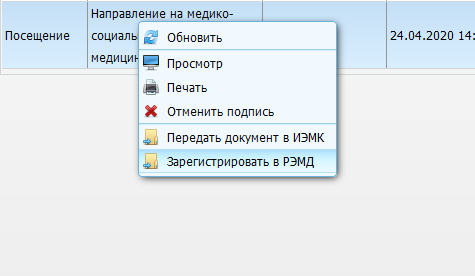 Посещение
Направление на медико-
социаль
медицин
24.04.2020 14:
Обновить
Просмотр
Печать
Отменить подпись
Передать документ в ИЭМК
Зарегистрировать в РЭМД